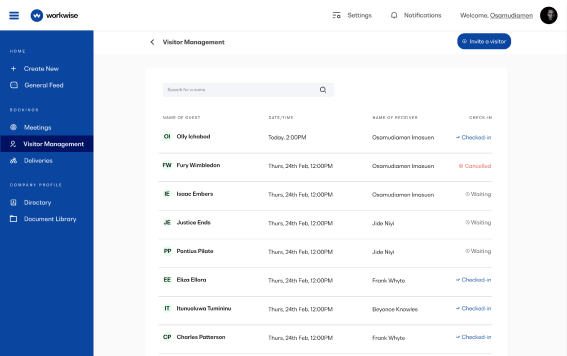 workwise
Settings
Notifications
Welcome, Osamudiamen
HOME
Create New
General Feed
BOOKINGS
Meetings
Visitor Management
Deliveries
COMPANY PROFILE
Directory
Document Library
Visitor Management
Invite a visitor
Search for a name
NAME OF GUEST DATE/TIME NAME OF RECEIVER CHECK IN
OI Olly Ichabod Today, 2:00PM Osamudiamen Imasuen Checked-in
FW Fury Wimbledon Thurs, 24th Feb, 12:00PM Osamudiamen Imasuen Cancelled
IE Isaac Embers Thurs, 24th Feb, 12:00PM Osamudiamen Imasuen Waiting
JE Justice Ends Thurs, 24th Feb, 12:00PM Jide Niyi Waiting
PP Pontius Pilate Thurs, 24th Feb, 12:00PM Jide Niyi Waiting
EE Eliza Ellora Thurs, 24th Feb, 12:00PM Frank Whyte Checked-in
IT Itunuoluwa Tumininu Thurs, 24th Feb, 12:00PM Beyonce Knowles Checked-in
CP Charles Patterson Thurs, 24th Feb, 12:00PM Frank Whyte Checked-in